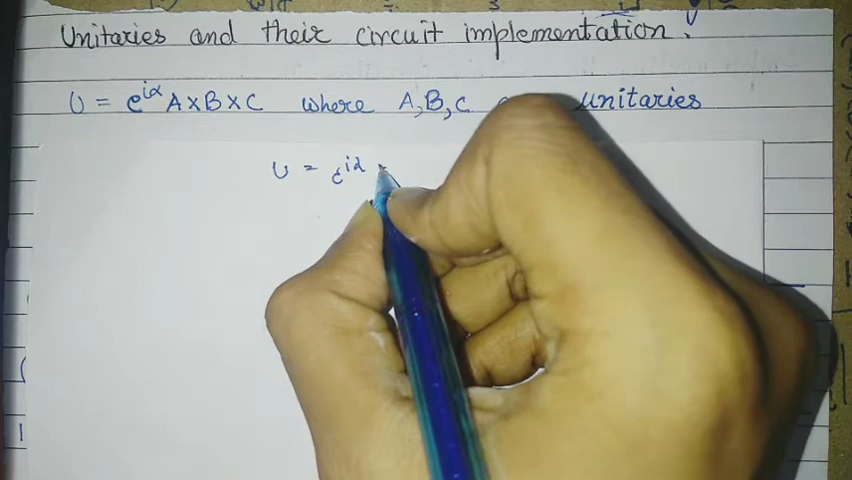 Unitaries and their circuit implementation!
U = e^{iα} A×B×C where A,B,C unitaries
U = e^{iα}